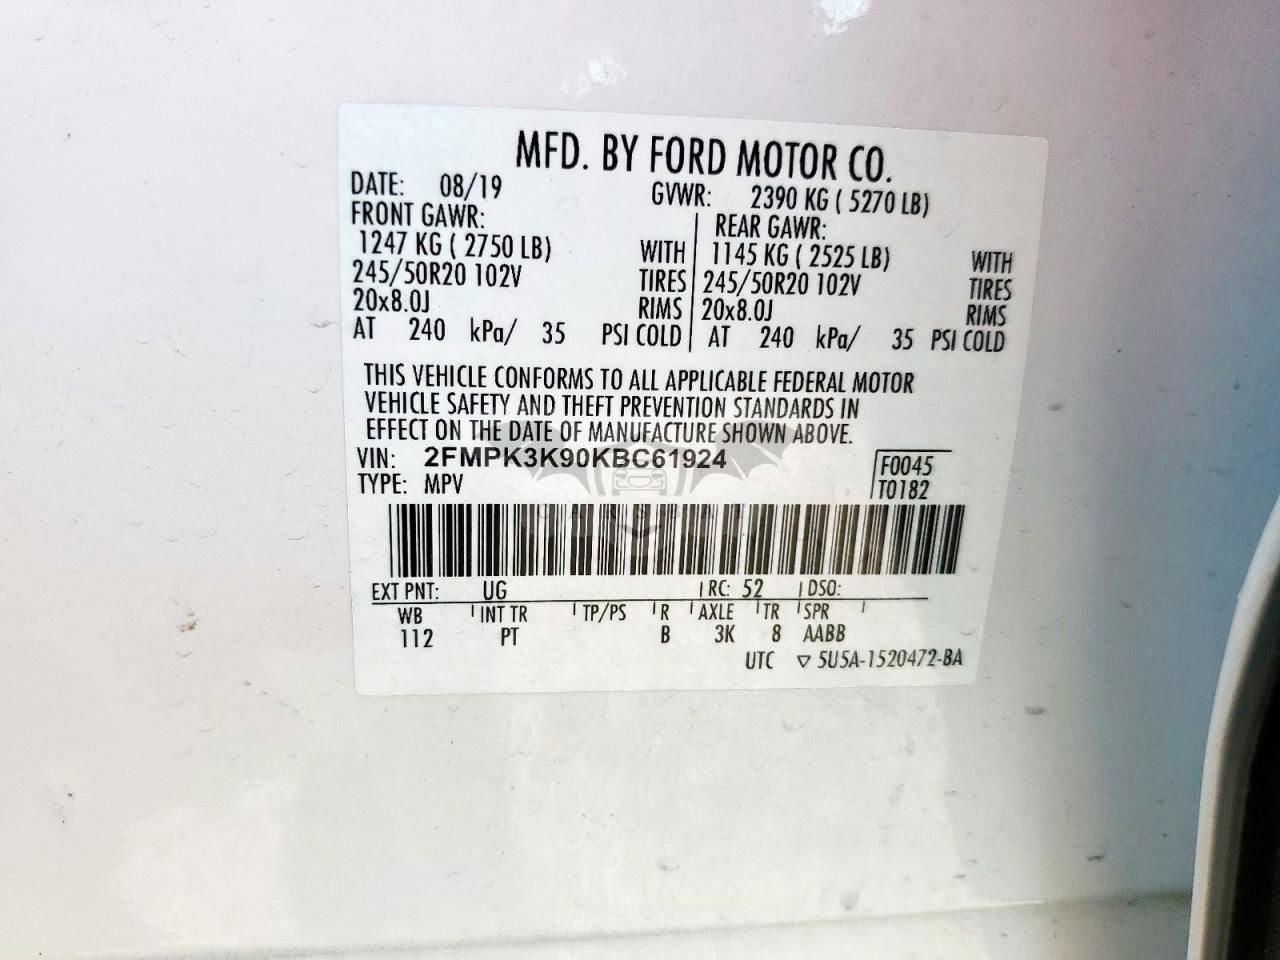 MFD. BY FORD MOTOR CO.
DATE: 08/19 GVWR: 2390 KG ( 5270 LB)
FRONT GAWR: REAR GAWR:
1247 KG ( 2750 LB) WITH 1145 KG ( 2525 LB) WITH
245/50R20 102V TIRES 245/50R20 102V TIRES
20x8.0J RIMS 20x8.0J RIMS
AT 240 kPa/ 35 PSI COLD AT 240 kPa/ 35 PSI COLD
THIS VEHICLE CONFORMS TO ALL APPLICABLE FEDERAL MOTOR
VEHICLE SAFETY AND THEFT PREVENTION STANDARDS IN
EFFECT ON THE DATE OF MANUFACTURE SHOWN ABOVE.
VIN: 2FMPK3K90KBC61924 F0045
TYPE: MPV T0182
EXT PNT: UG RC: 52 DSO:
WB INT TR TP/PS R AXLE TR SPR
112 PT B 3K 8 AABB
UTC ▽ 5U5A-1520472-BA